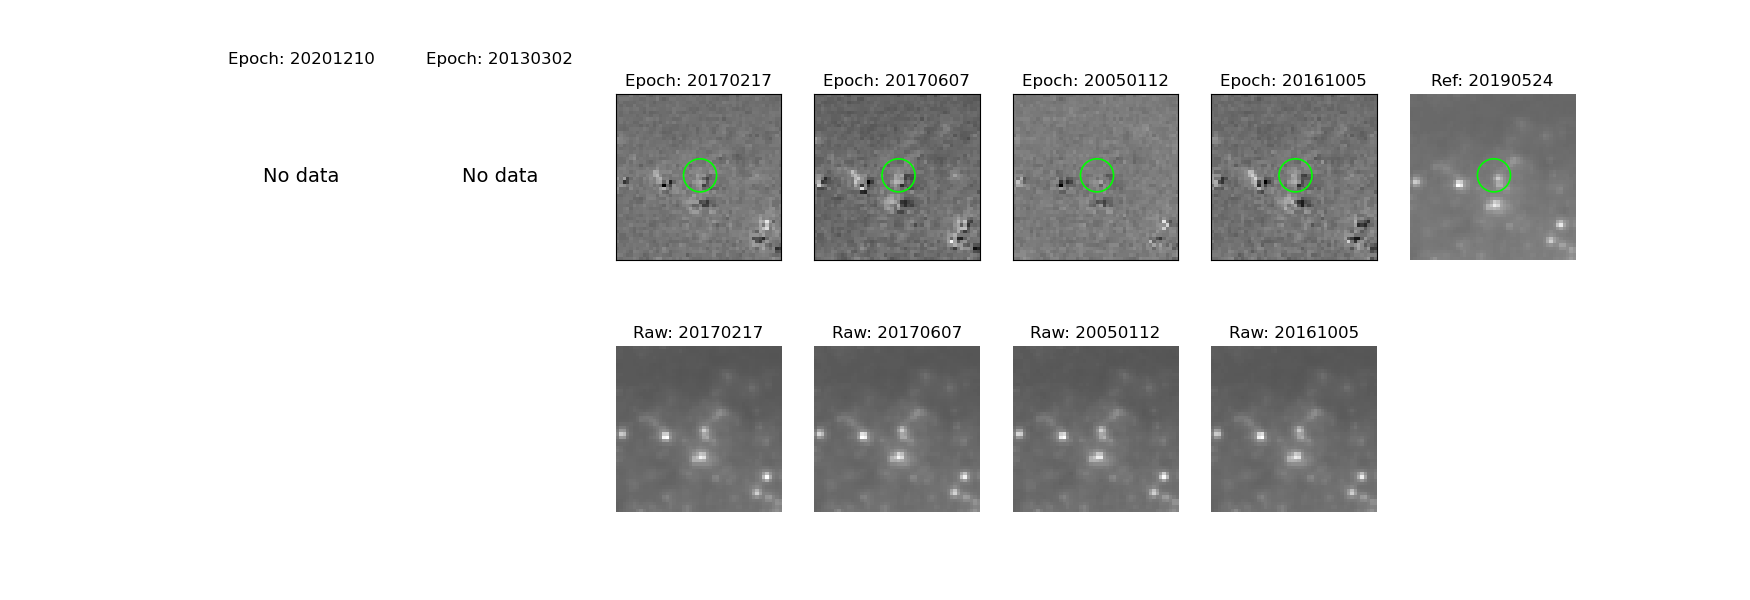 Epoch: 20201210
Epoch: 20130302
Epoch: 20170217
Epoch: 20170607
Epoch: 20050112
Epoch: 20161005
Ref: 20190524
No data
No data
Raw: 20170217
Raw: 20170607
Raw: 20050112
Raw: 20161005